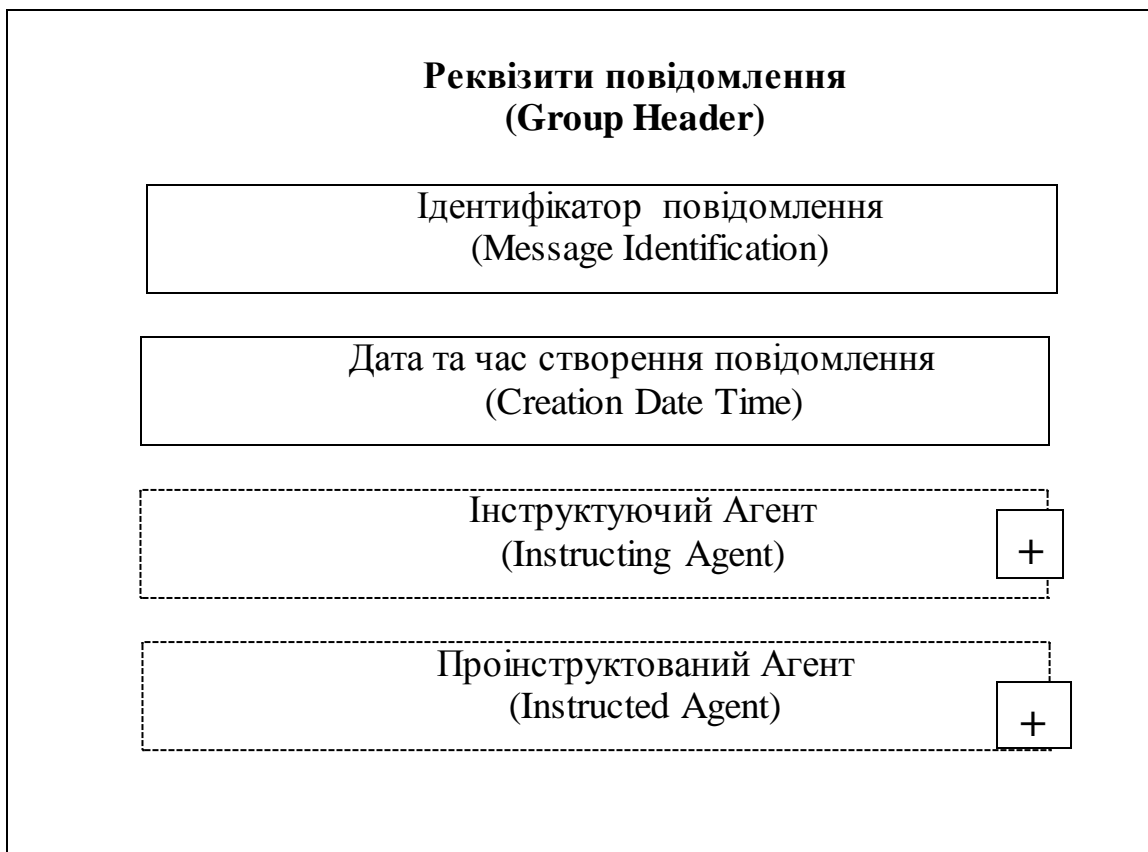 Реквізити повідомлення
(Group Header)
Ідентифікатор повідомлення
(Message Identification)
Дата та час створення повідомлення
(Creation Date Time)
Інструктуючий Агент
(Instructing Agent)
+
Проінструктований Агент
(Instructed Agent)
+